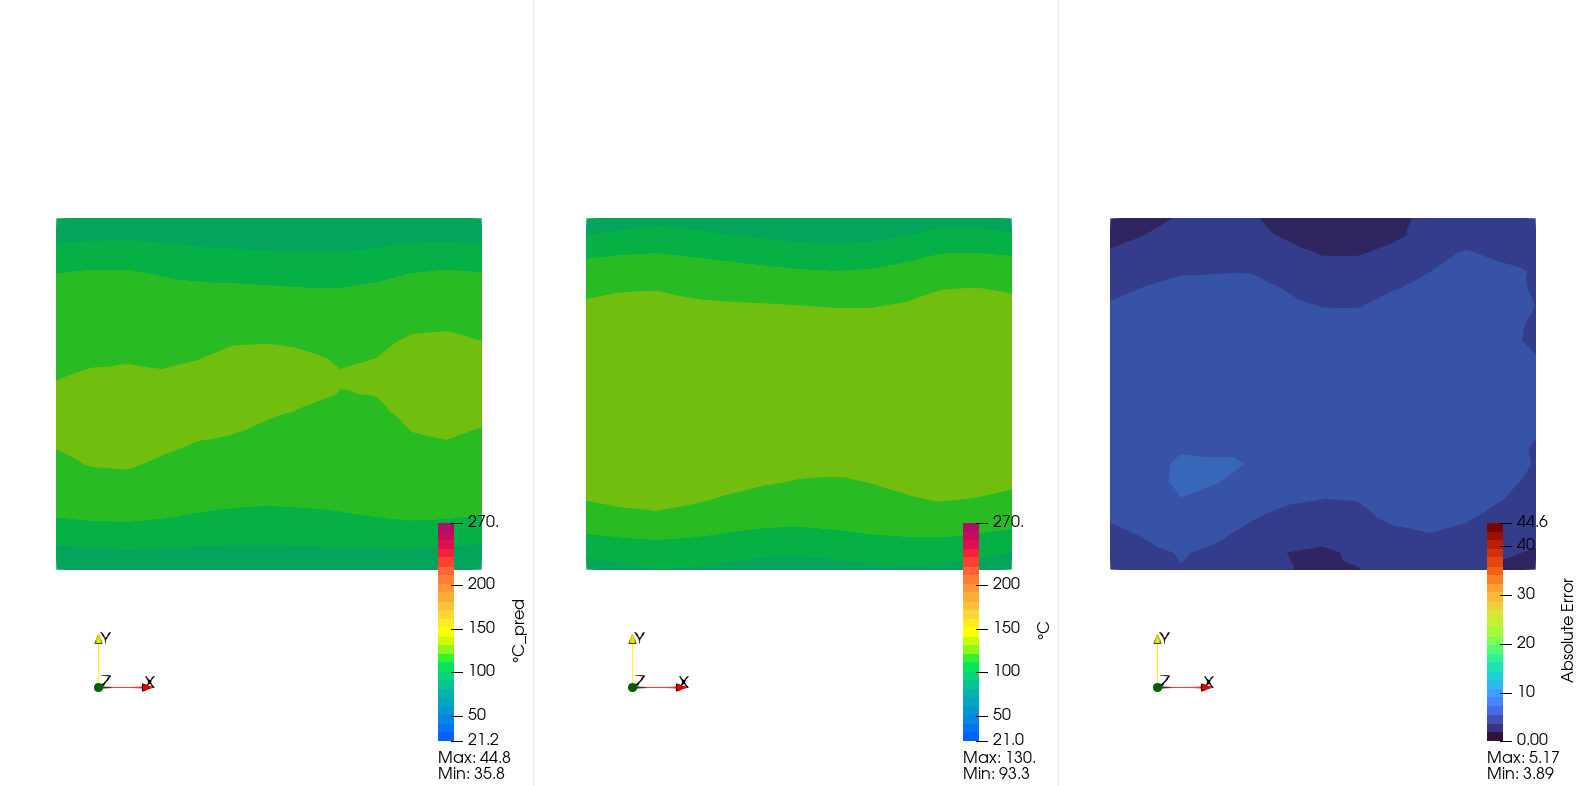 270.
200
150
100
50
21.2
°C_pred
Max: 44.8
Min: 35.8
Y
Z
X
270.
200
150
100
50
21.0
°C
Max: 130.
Min: 93.3
Y
Z
X
44.6
40
30
20
10
0.00
Absolute Error
Max: 5.17
Min: 3.89
Y
Z
X